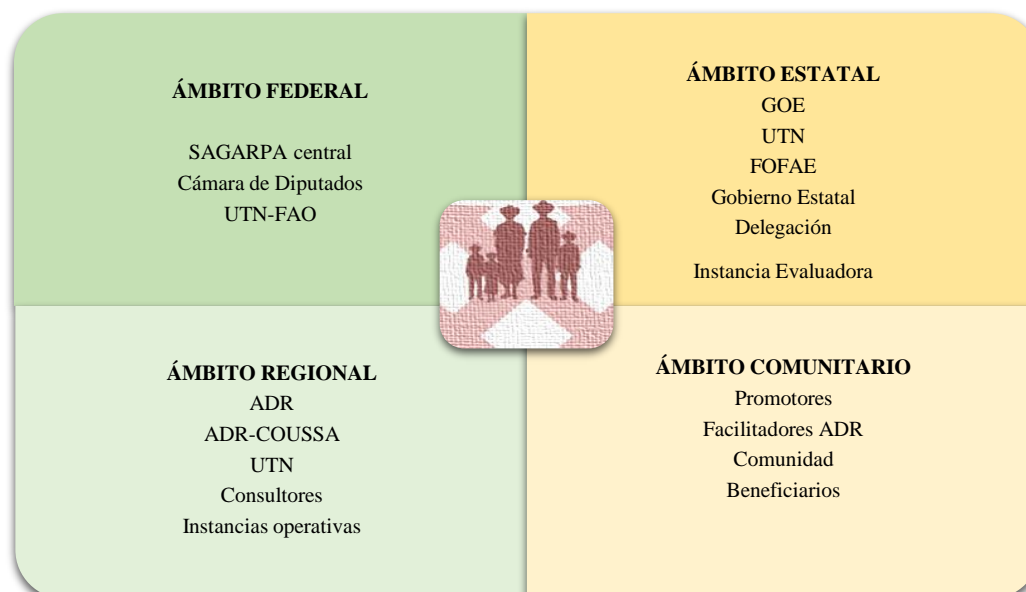 ÁMBITO FEDERAL
SAGARPA central
Cámara de Diputados
UTN-FAO
ÁMBITO ESTATAL
GOE
UTN
FOFAE
Gobierno Estatal
Delegación
Instancia Evaluadora
ÁMBITO REGIONAL
ADR
ADR-COUSSA
UTN
Consultores
Instancias operativas
ÁMBITO COMUNITARIO
Promotores
Facilitadores ADR
Comunidad
Beneficiarios